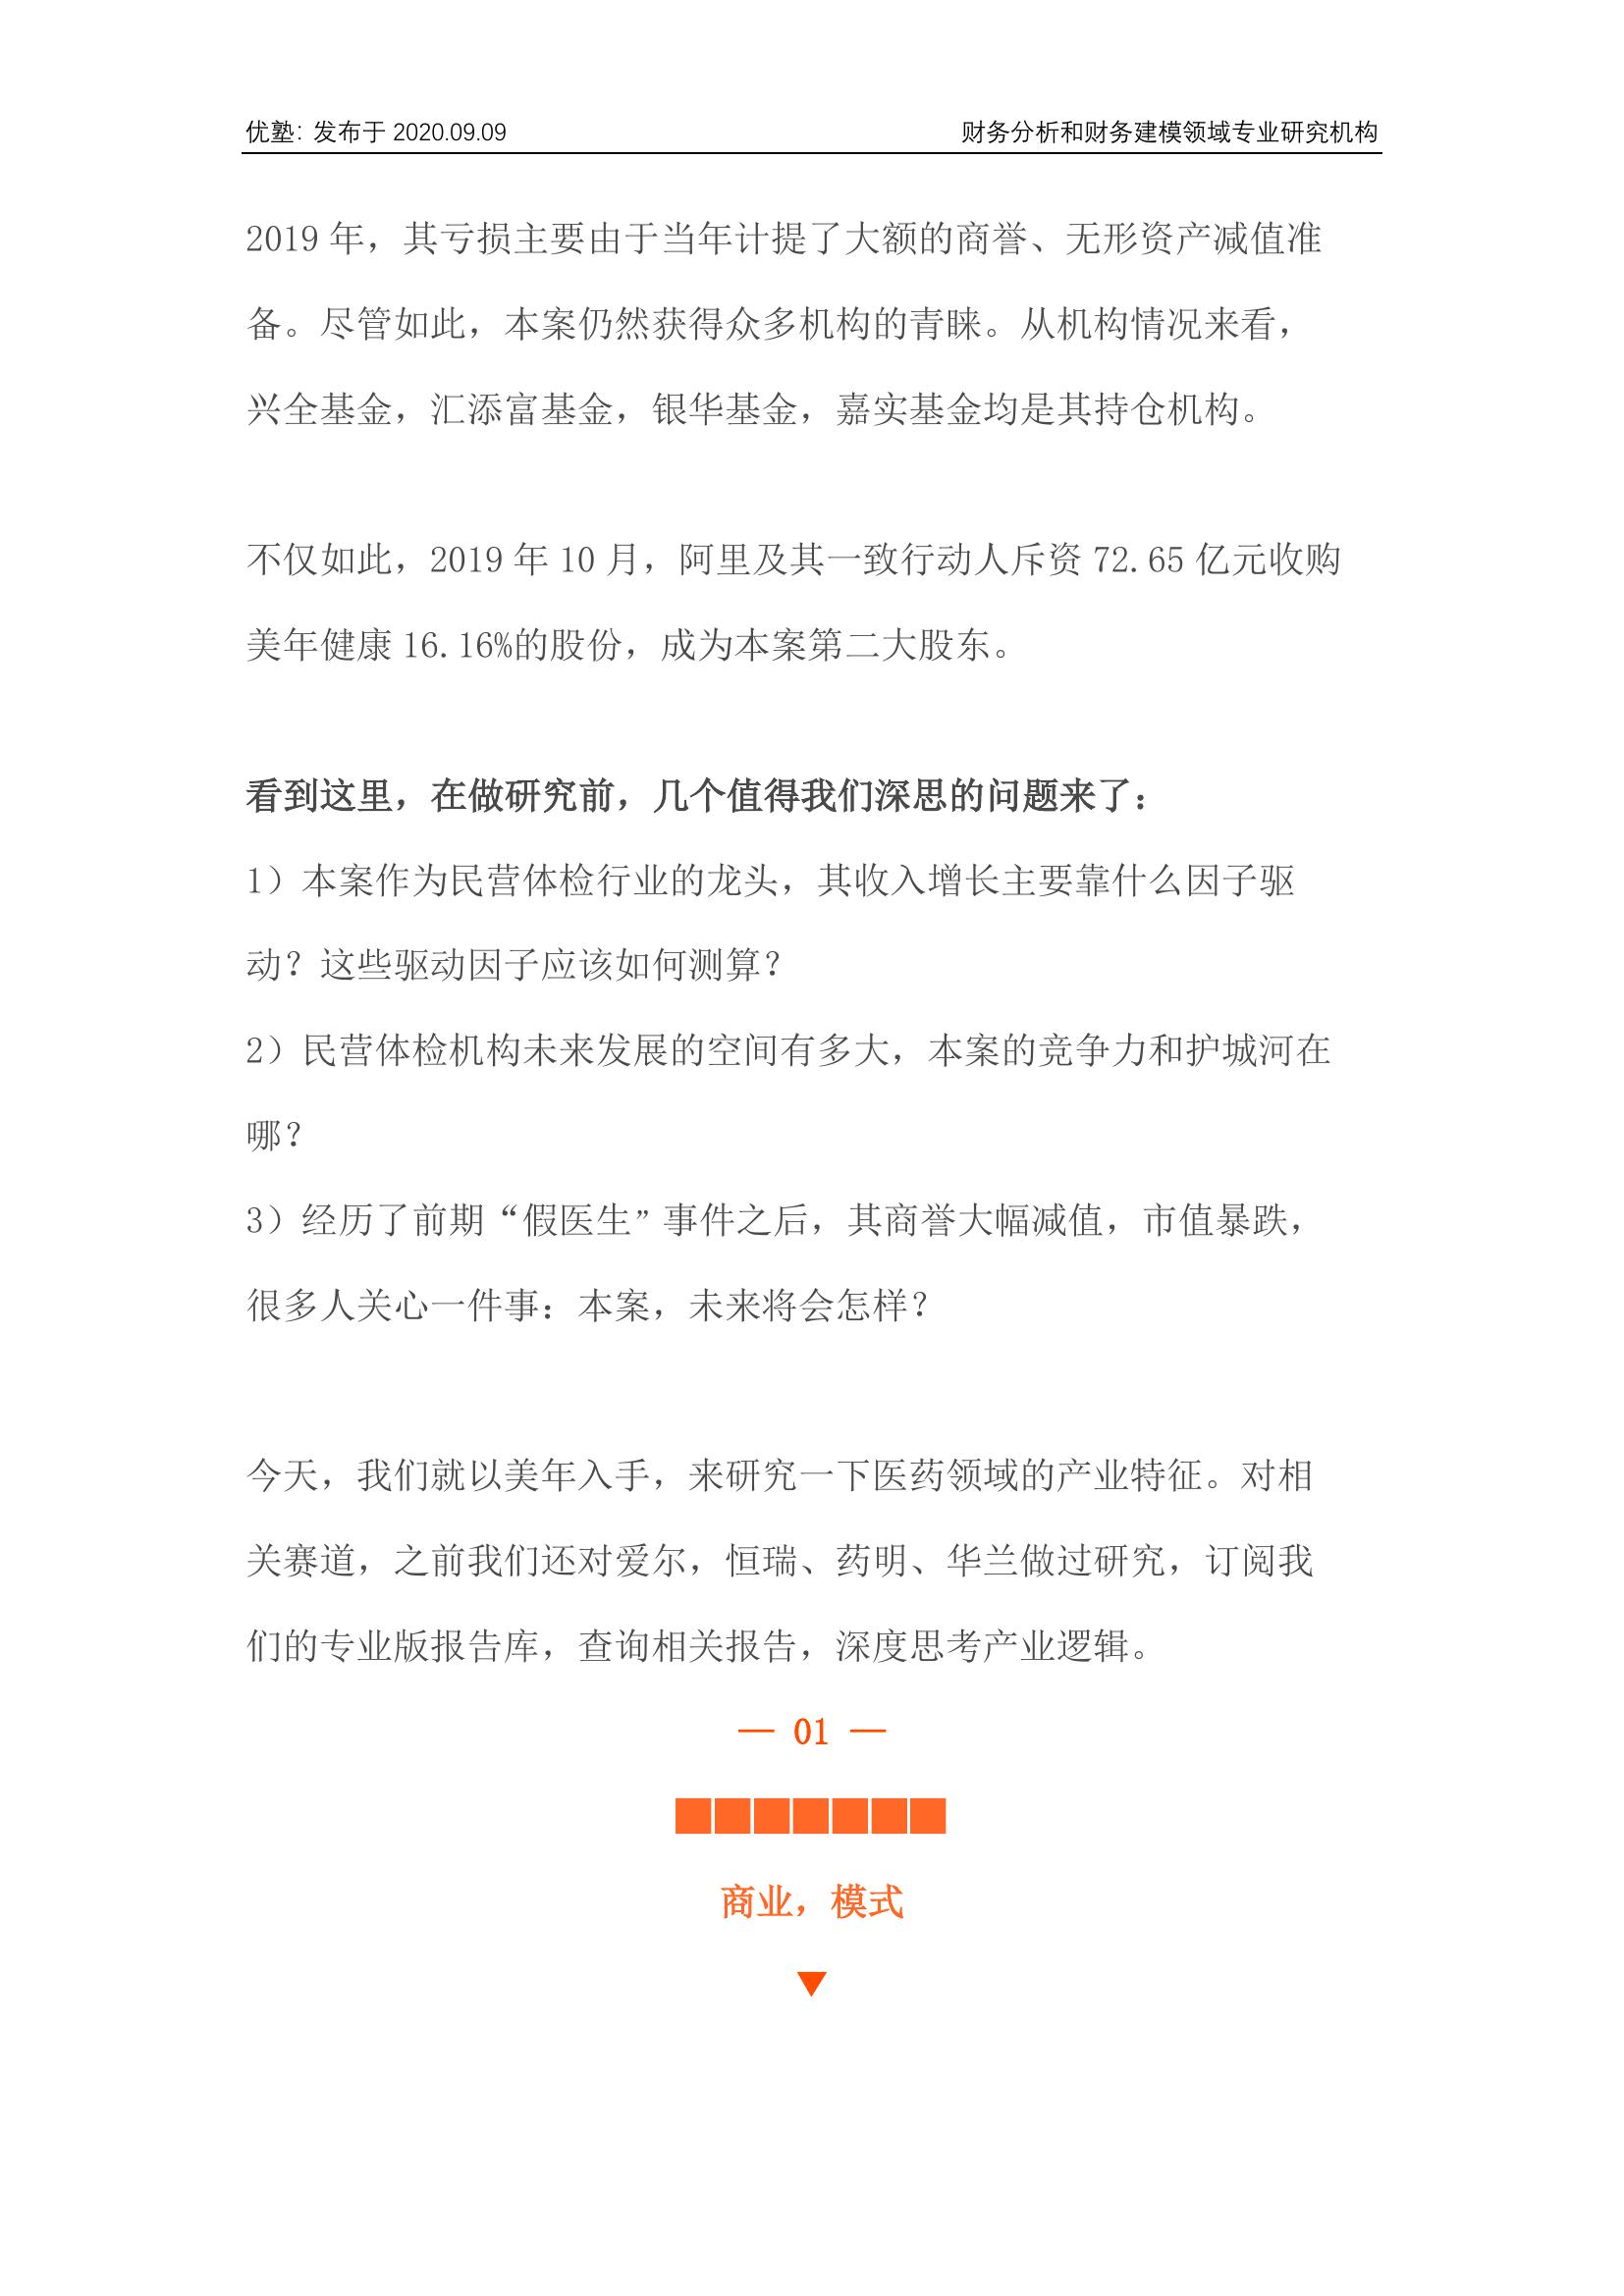 优塾：发布于 2020.09.09 财务分析和财务建模领域专业研究机构
2019 年，其亏损主要由于当年计提了大额的商誉、无形资产减值准
备。尽管如此，本案仍然获得众多机构的青睐。从机构情况来看，
兴全基金，汇添富基金，银华基金，嘉实基金均是其持仓机构。
不仅如此，2019 年 10 月，阿里及其一致行动人斥资 72.65 亿元收购
美年健康 16.16%的股份，成为本案第二大股东。
看到这里，在做研究前，几个值得我们深思的问题来了：
1）本案作为民营体检行业的龙头，其收入增长主要靠什么因子驱
动？这些驱动因子应该如何测算？
2）民营体检机构未来发展的空间有多大，本案的竞争力和护城河在
哪？
3）经历了前期“假医生”事件之后，其商誉大幅减值，市值暴跌，
很多人关心一件事：本案，未来将会怎样？
今天，我们就以美年入手，来研究一下医药领域的产业特征。对相
关赛道，之前我们还对爱尔，恒瑞、药明、华兰做过研究，订阅我
们的专业版报告库，查询相关报告，深度思考产业逻辑。
— 01 —
■■■■■■■
商业，模式
▼